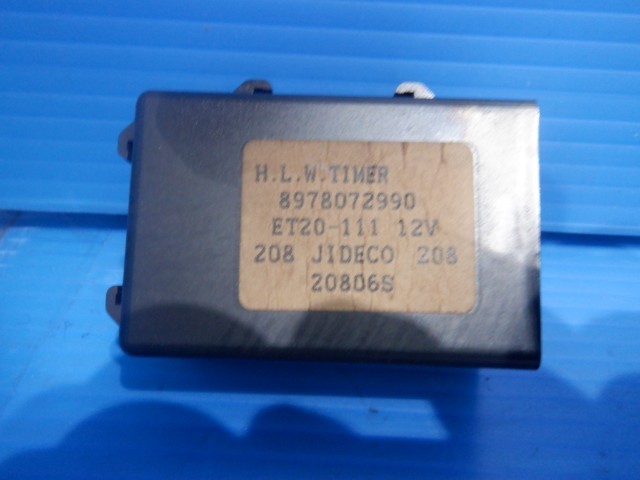 H.L.W.TIMER
8978072990
ET20-111 12V
208 JIDECO 208
20806S